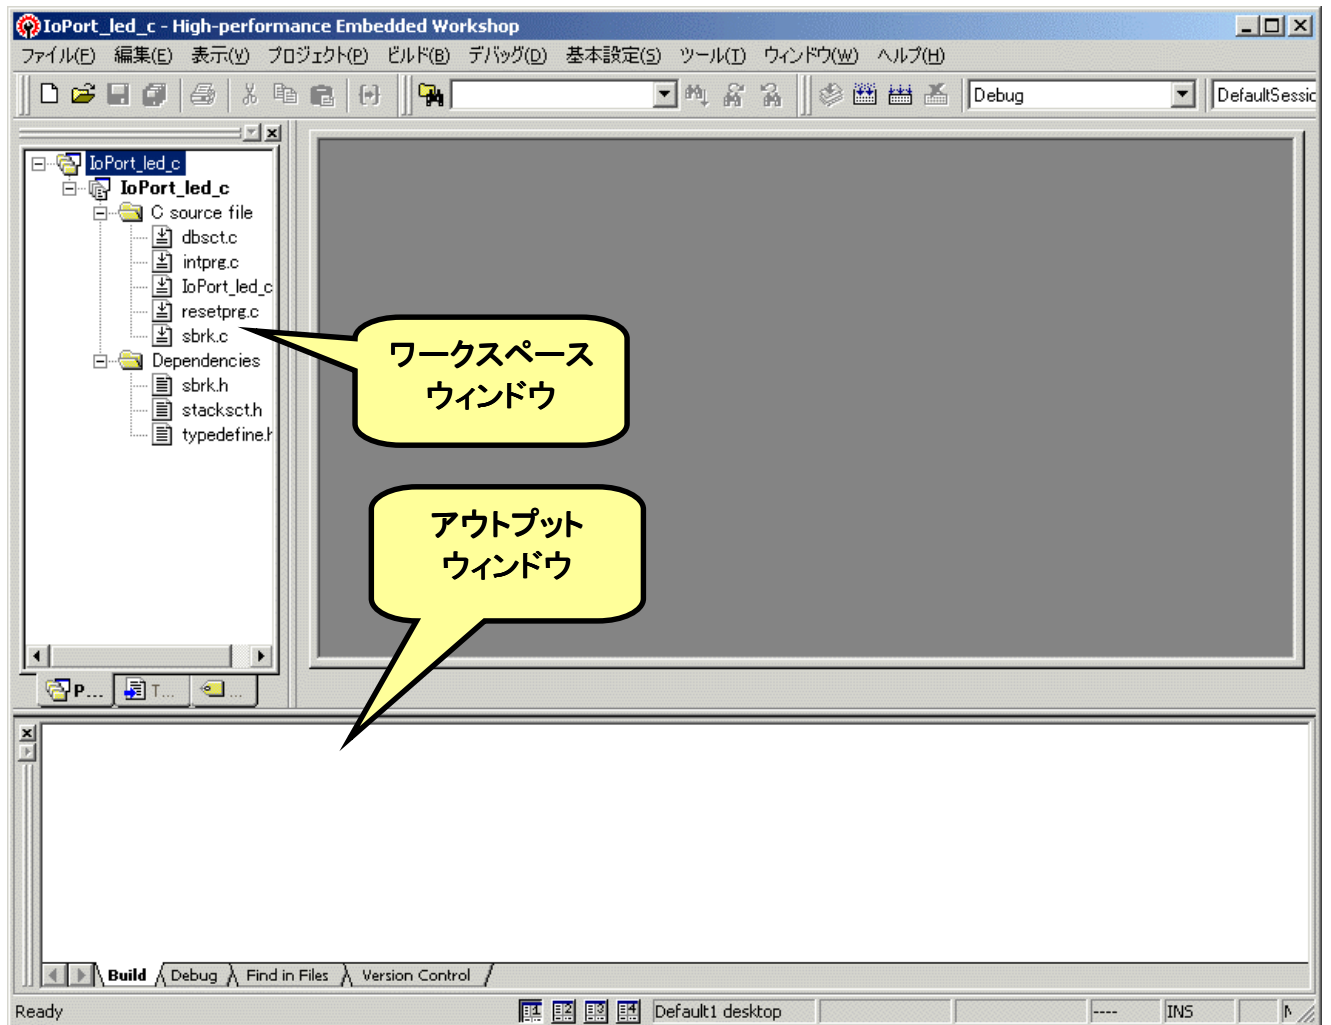 IoPort_led_c - High-performance Embedded Workshop
ファイル(F) 編集(E) 表示(V) プロジェクト(P) ビルド(B) デバッグ(D) 基本設定(S) ツール(T) ウィンドウ(W) ヘルプ(H)
Debug
DefaultSessic
IoPort_led_c
IoPort_led_c
C source file
dbsct.c
intprg.c
IoPort_led_c
resetprg.c
sbrk.c
Dependencies
sbrk.h
stacksct.h
typedefine.h
ワークスペース
ウィンドウ
アウトプット
ウィンドウ
P...
T...
...
Build
Debug
Find in Files
Version Control
Ready
1 2 3 4
Default1 desktop
----
INS